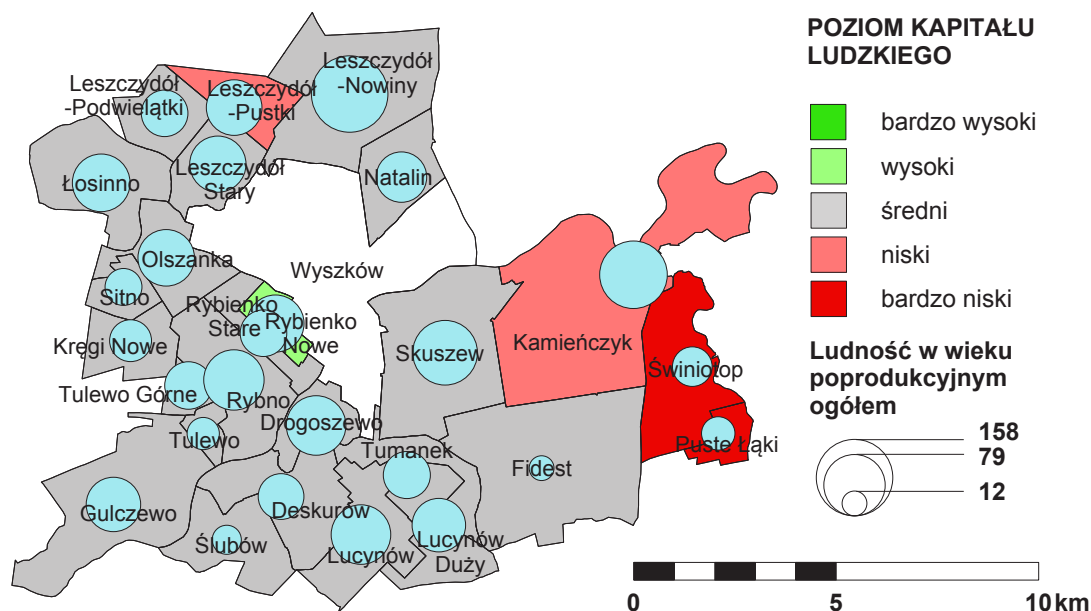 POZIOM KAPITAŁU
LUDZKIEGO
bardzo wysoki
wysoki
średni
niski
bardzo niski
Ludność w wieku
poprodukcyjnym
ogółem
158
79
12
0
5
10 km
Leszczydół
-Nowiny
Leszczydół
-Podwielątki
Leszczydół
-Pustki
Leszczydół
Stary
Łosinno
Natalin
Olszanka
Wyszków
Sitno
Rybienko
Stare
Rybienko
Nowe
Kręgi Nowe
Skuszew
Kamieńczyk
Świniotop
Tulewo Górne
Rybno
Drogoszewo
Tulewo
Tumanek
Puste Łąki
Fidest
Gulczewo
Deskurów
Ślubów
Lucynów
Lucynów
Duży